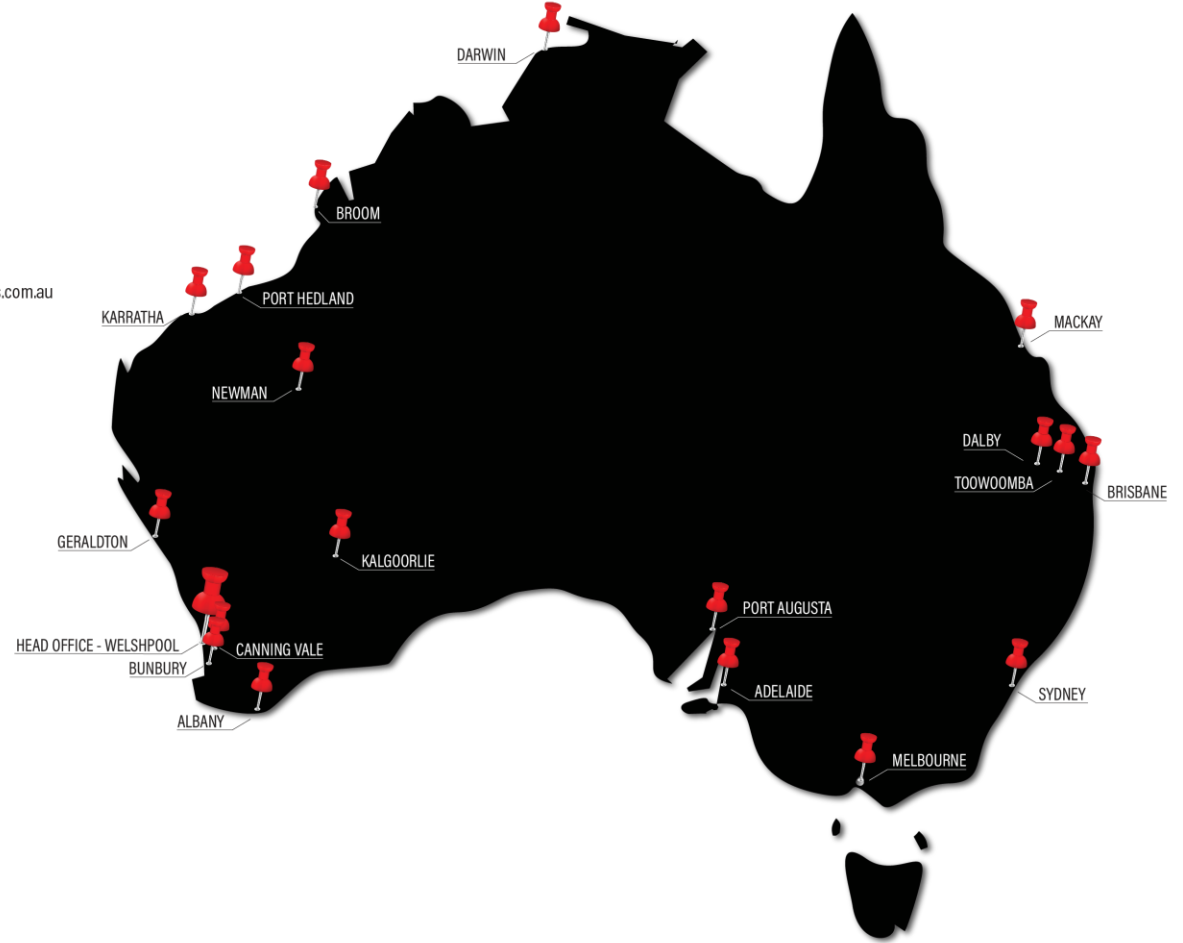 DARWIN
BROOM
s.com.au
PORT HEDLAND
KARRATHA
MACKAY
NEWMAN
DALBY
TOOWOOMBA
BRISBANE
GERALDTON
KALGOORLIE
PORT AUGUSTA
HEAD OFFICE - WELSHPOOL
CANNING VALE
BUNBURY
ADELAIDE
SYDNEY
ALBANY
MELBOURNE